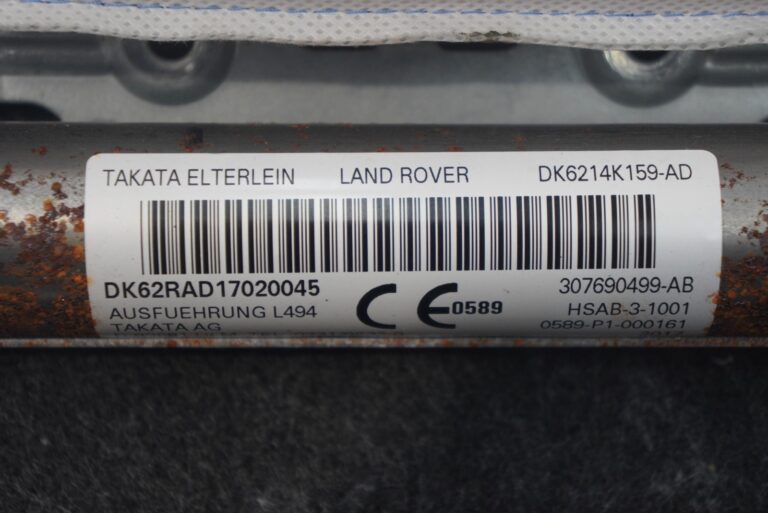 TAKATA ELTERLEIN LAND ROVER DK6214K159-AD
DK62RAD17020045 CE 0589 307690499-AB
AUSFUEHRUNG L494 HSAB-3-1001
TAKATA AG 0589-P1-000161